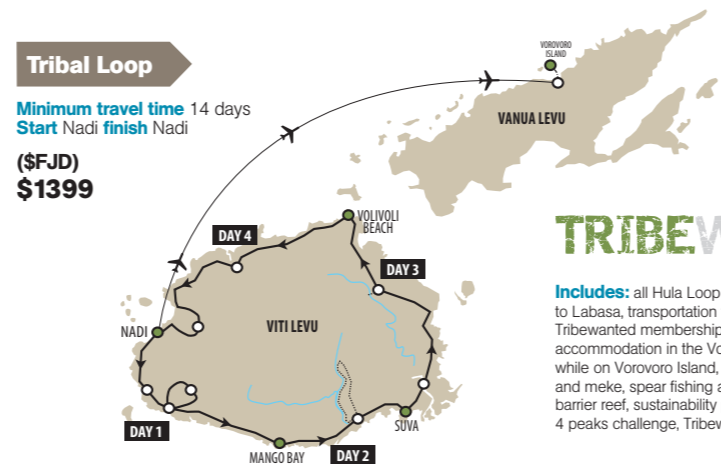 Tribal Loop
Minimum travel time 14 days
Start Nadi finish Nadi
($FJD)
$1399
VOROVORO
ISLAND
VANUA LEVU
VOLIVOLI
BEACH
DAY 4
DAY 3
NADI
VITI LEVU
DAY 1
MANGO BAY
DAY 2
SUVA
TRIBEW
Includes: all Hula Loop
to Labasa, transportation
Tribewanted membership
accommodation in the Vo
while on Vorovoro Island,
and meke, spear fishing a
barrier reef, sustainability
4 peaks challenge, Tribew